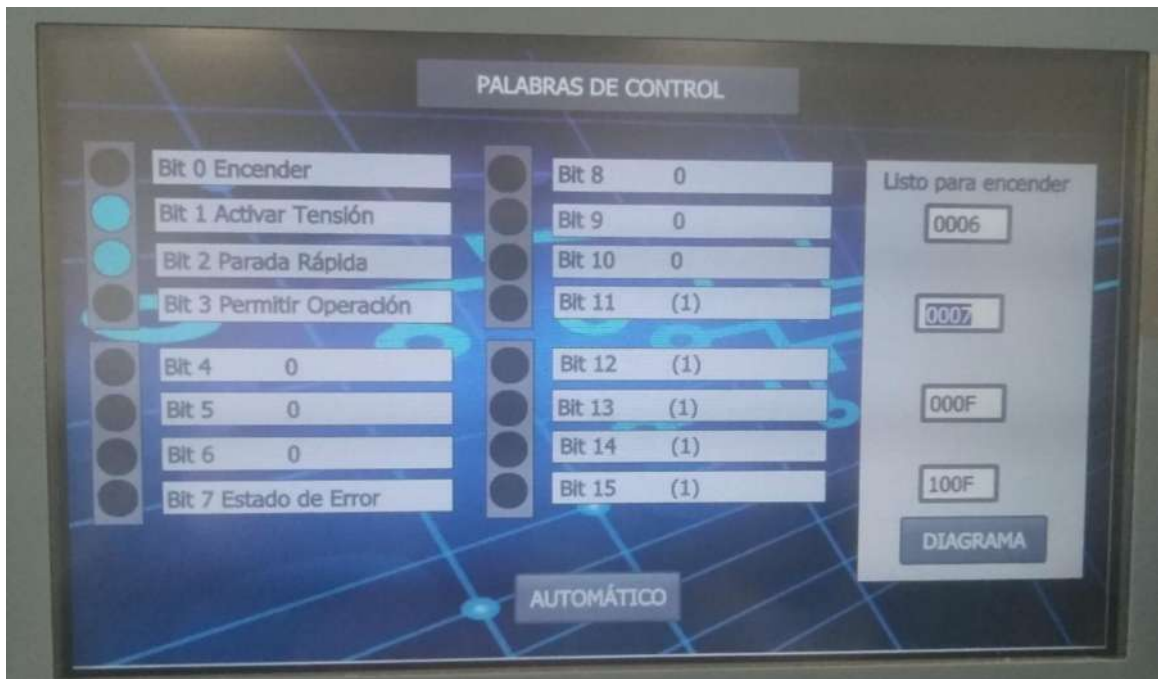 PALABRAS DE CONTROL
Bit 0 Encender
Bit 1 Activar Tensión
Bit 2 Parada Rápida
Bit 3 Permitir Operación
Bit 4 0
Bit 5 0
Bit 6 0
Bit 7 Estado de Error
Bit 8 0
Bit 9 0
Bit 10 0
Bit 11 (1)
Bit 12 (1)
Bit 13 (1)
Bit 14 (1)
Bit 15 (1)
Listo para encender
0006
0007
000F
100F
DIAGRAMA
AUTOMÁTICO